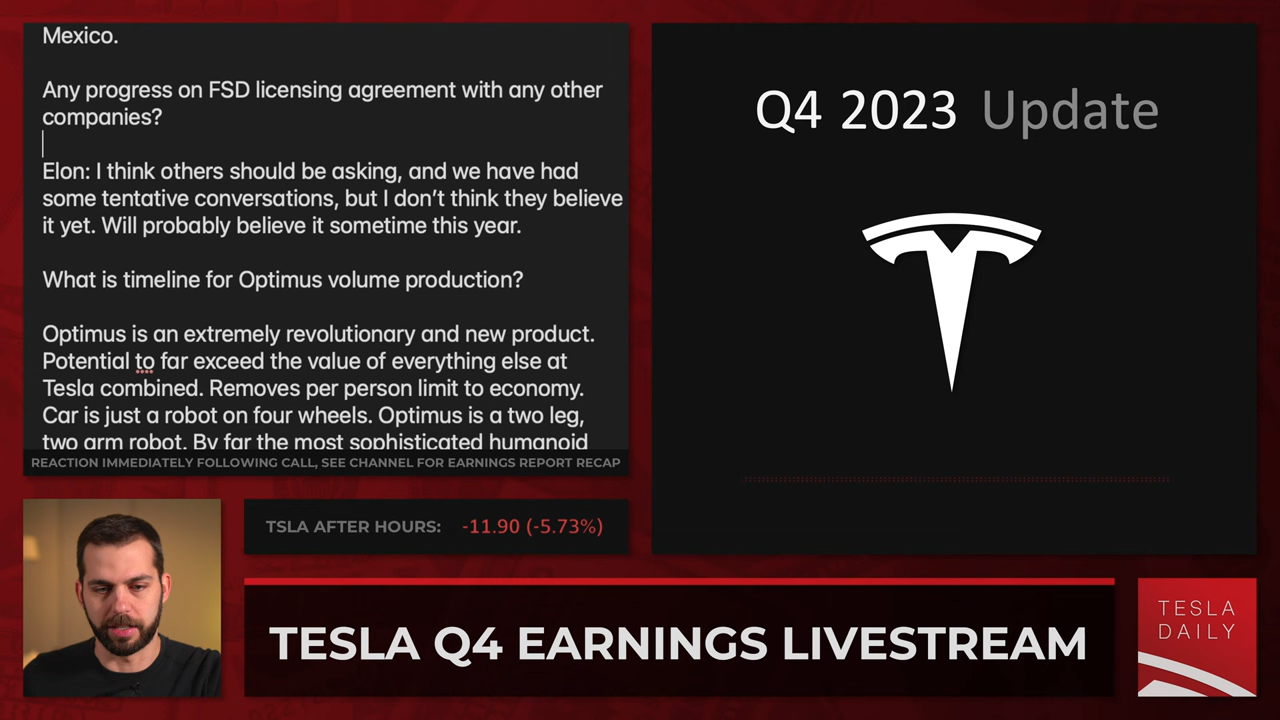 Mexico.
Any progress on FSD licensing agreement with any other
companies?
Elon: I think others should be asking, and we have had
some tentative conversations, but I don’t think they believe
it yet. Will probably believe it sometime this year.
What is timeline for Optimus volume production?
Optimus is an extremely revolutionary and new product.
Potential to far exceed the value of everything else at
Tesla combined. Removes per person limit to economy.
Car is just a robot on four wheels. Optimus is a two leg,
two arm robot. By far the most sophisticated humanoid
REACTION IMMEDIATELY FOLLOWING CALL, SEE CHANNEL FOR EARNINGS REPORT RECAP
Q4 2023 Update
TSLA AFTER HOURS: -11.90 (-5.73%)
TESLA Q4 EARNINGS LIVESTREAM
TESLA
DAILY